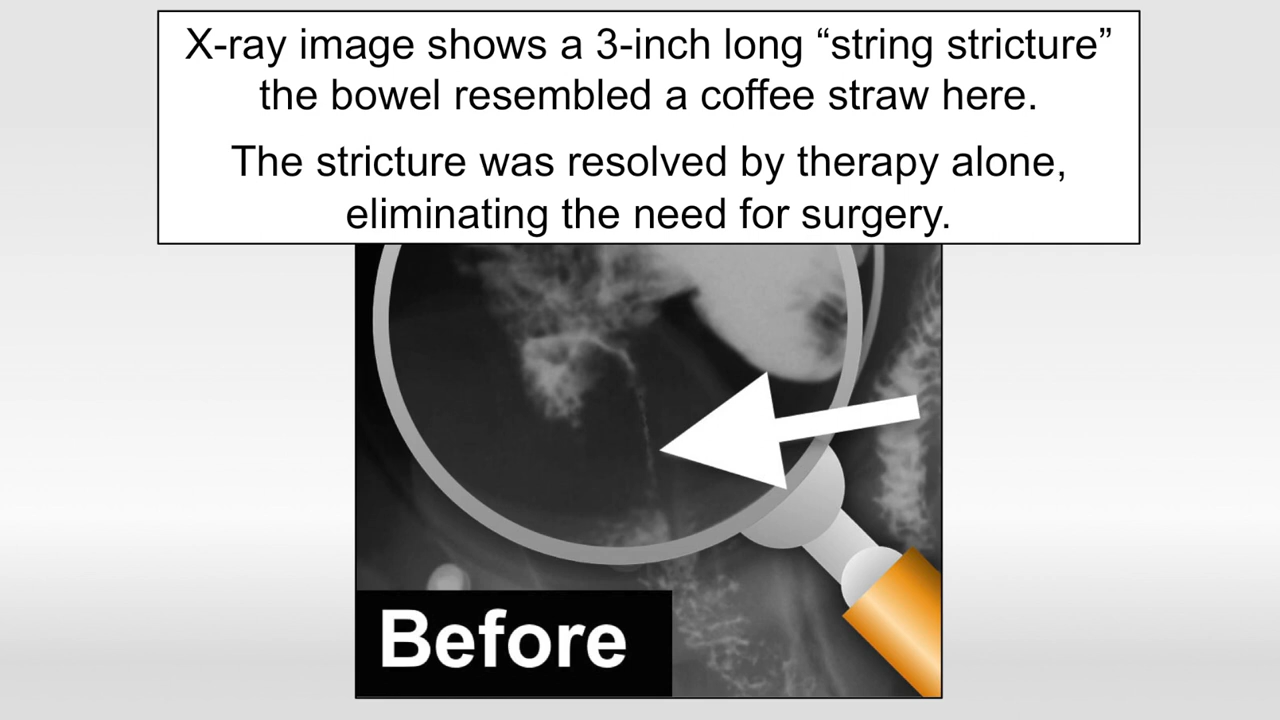 X-ray image shows a 3-inch long “string stricture”
the bowel resembled a coffee straw here.
The stricture was resolved by therapy alone,
eliminating the need for surgery.
Before